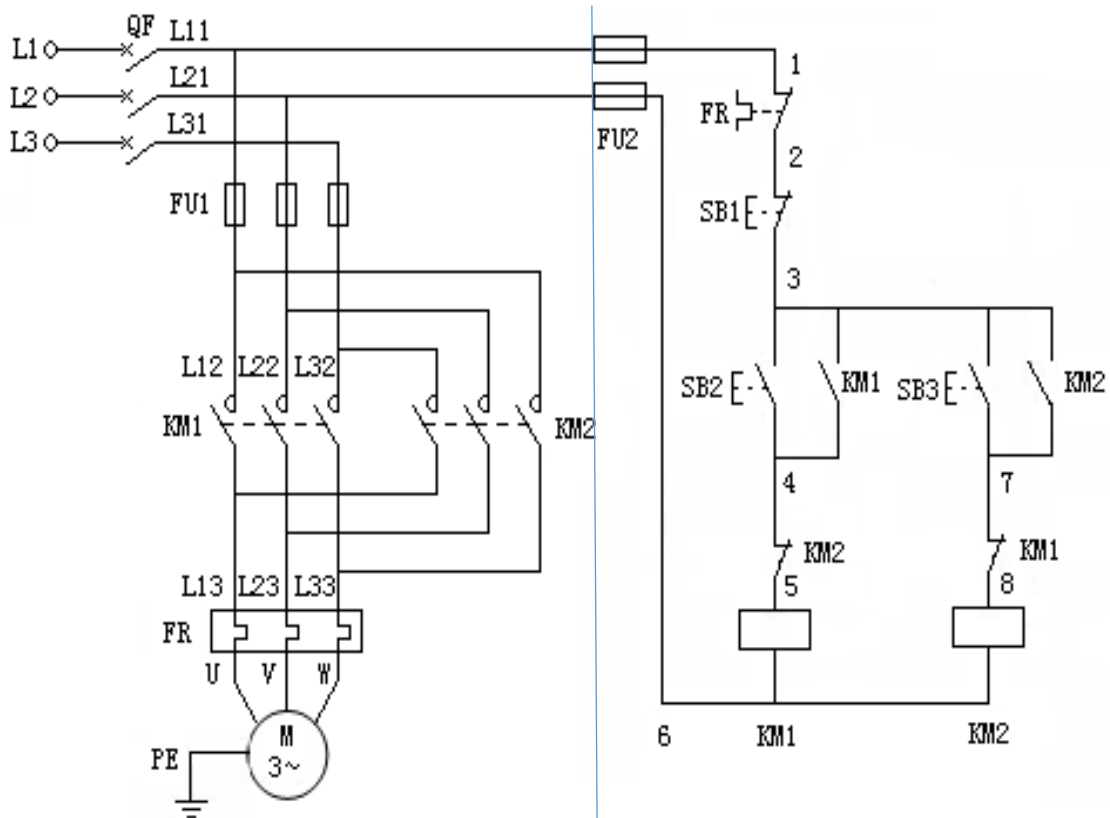 QF
L1 L11
L2 L21
L3 L31
FU1
FU2
1
FR
2
SB1
3
L12 L22 L32
KM1 KM2
SB2 KM1 SB3 KM2
4 7
KM2 KM1
5 8
L13 L23 L33
FR
U V W
M
3~
PE
6 KM1 KM2